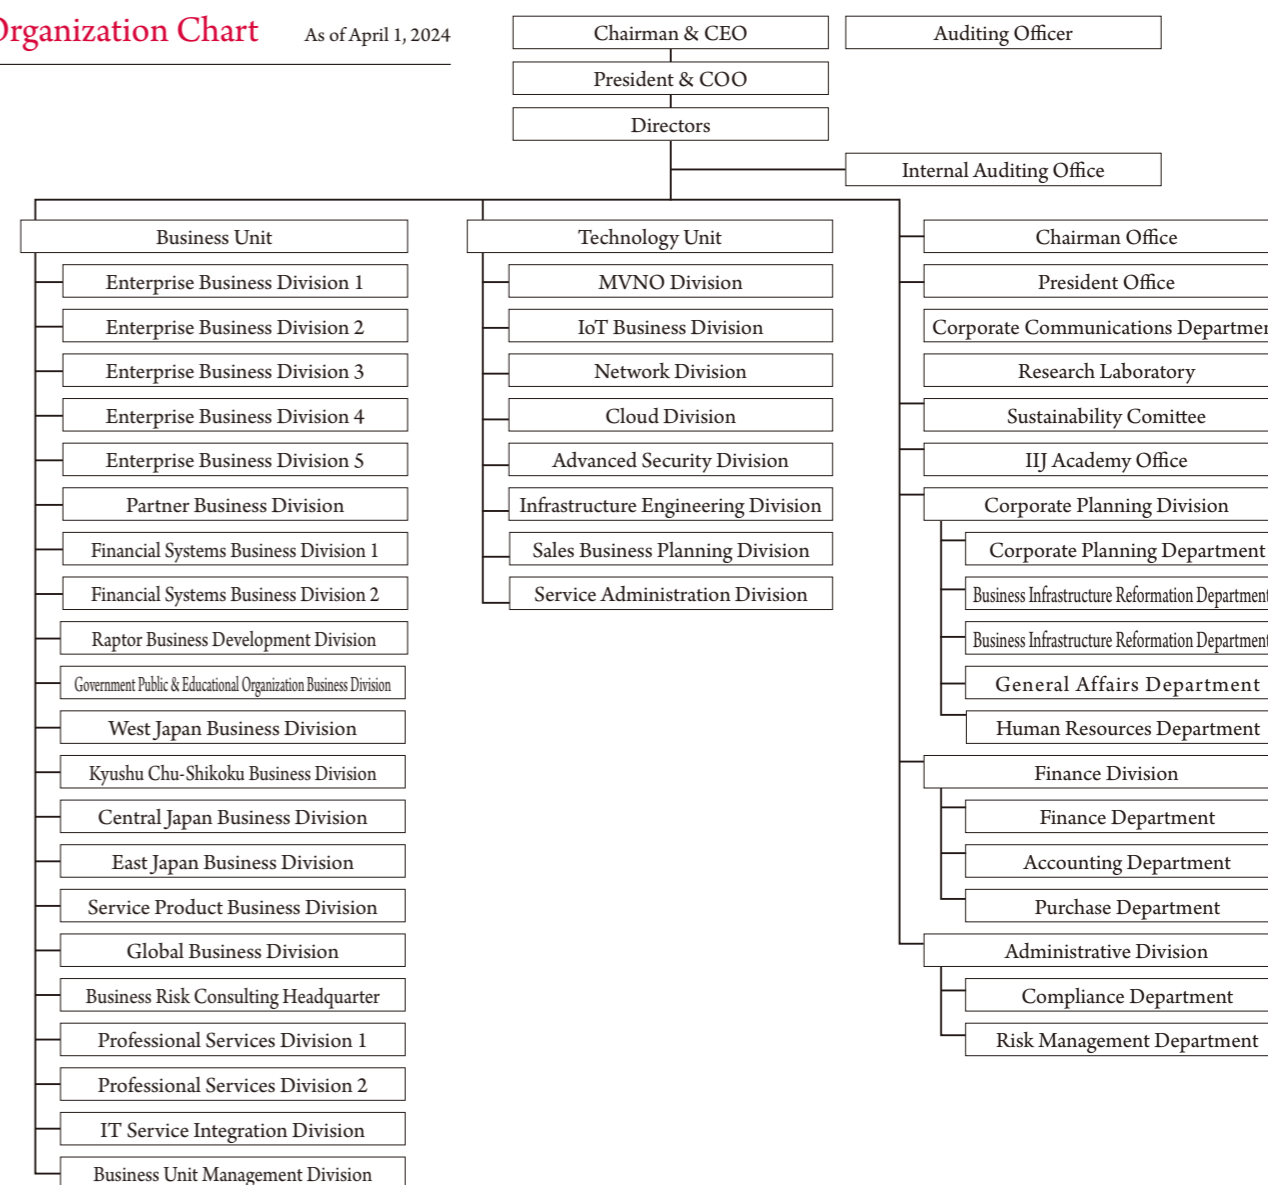 Organization Chart
As of April 1, 2024
Chairman & CEO
Auditing Officer
President & COO
Directors
Internal Auditing Office
Business Unit
Enterprise Business Division 1
Enterprise Business Division 2
Enterprise Business Division 3
Enterprise Business Division 4
Enterprise Business Division 5
Partner Business Division
Financial Systems Business Division 1
Financial Systems Business Division 2
Raptor Business Development Division
Government Public & Educational Organization Business Division
West Japan Business Division
Kyushu Chu-Shikoku Business Division
Central Japan Business Division
East Japan Business Division
Service Product Business Division
Global Business Division
Business Risk Consulting Headquarter
Professional Services Division 1
Professional Services Division 2
IT Service Integration Division
Business Unit Management Division
Technology Unit
MVNO Division
IoT Business Division
Network Division
Cloud Division
Advanced Security Division
Infrastructure Engineering Division
Sales Business Planning Division
Service Administration Division
Chairman Office
President Office
Corporate Communications Departmen
Research Laboratory
Sustainability Comittee
IIJ Academy Office
Corporate Planning Division
Corporate Planning Department
Business Infrastructure Reformation Department
Business Infrastructure Reformation Department
General Affairs Department
Human Resources Department
Finance Division
Finance Department
Accounting Department
Purchase Department
Administrative Division
Compliance Department
Risk Management Department